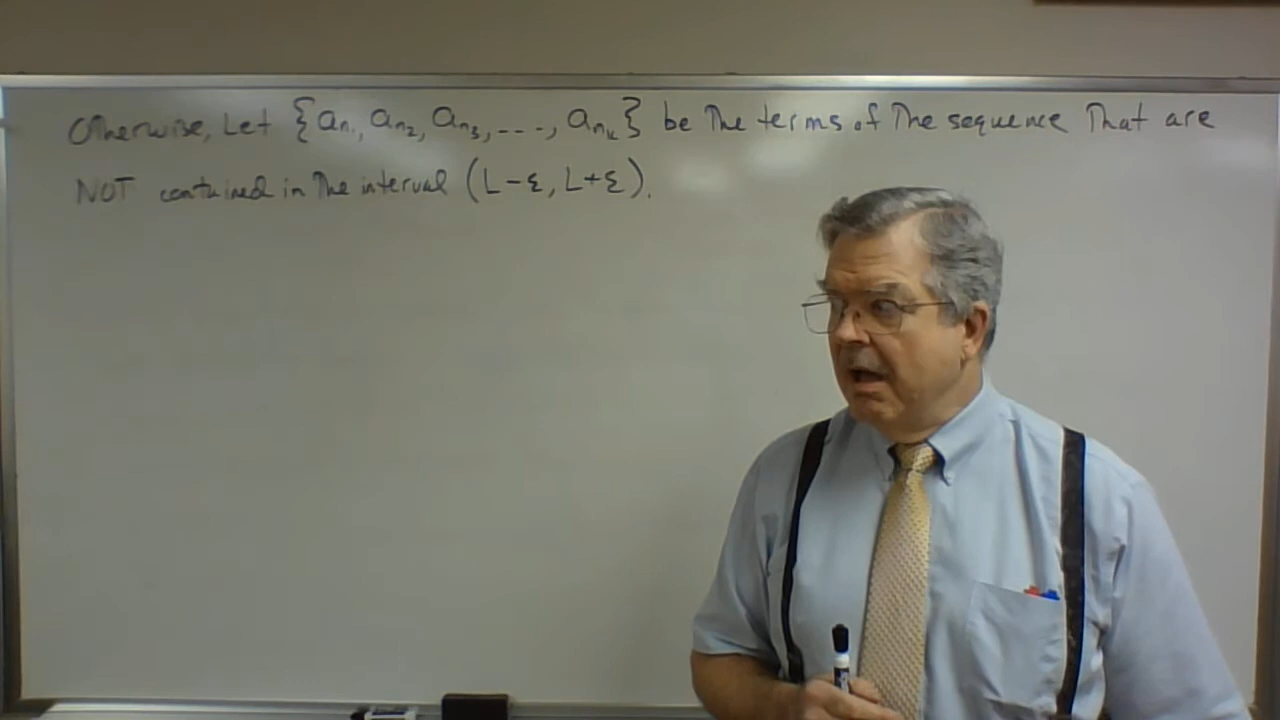 Otherwise, Let {an₁, an₂, an₃, ---, anₖ} be The terms of The sequence That are
NOT contained in The interval (L-ε, L+ε).